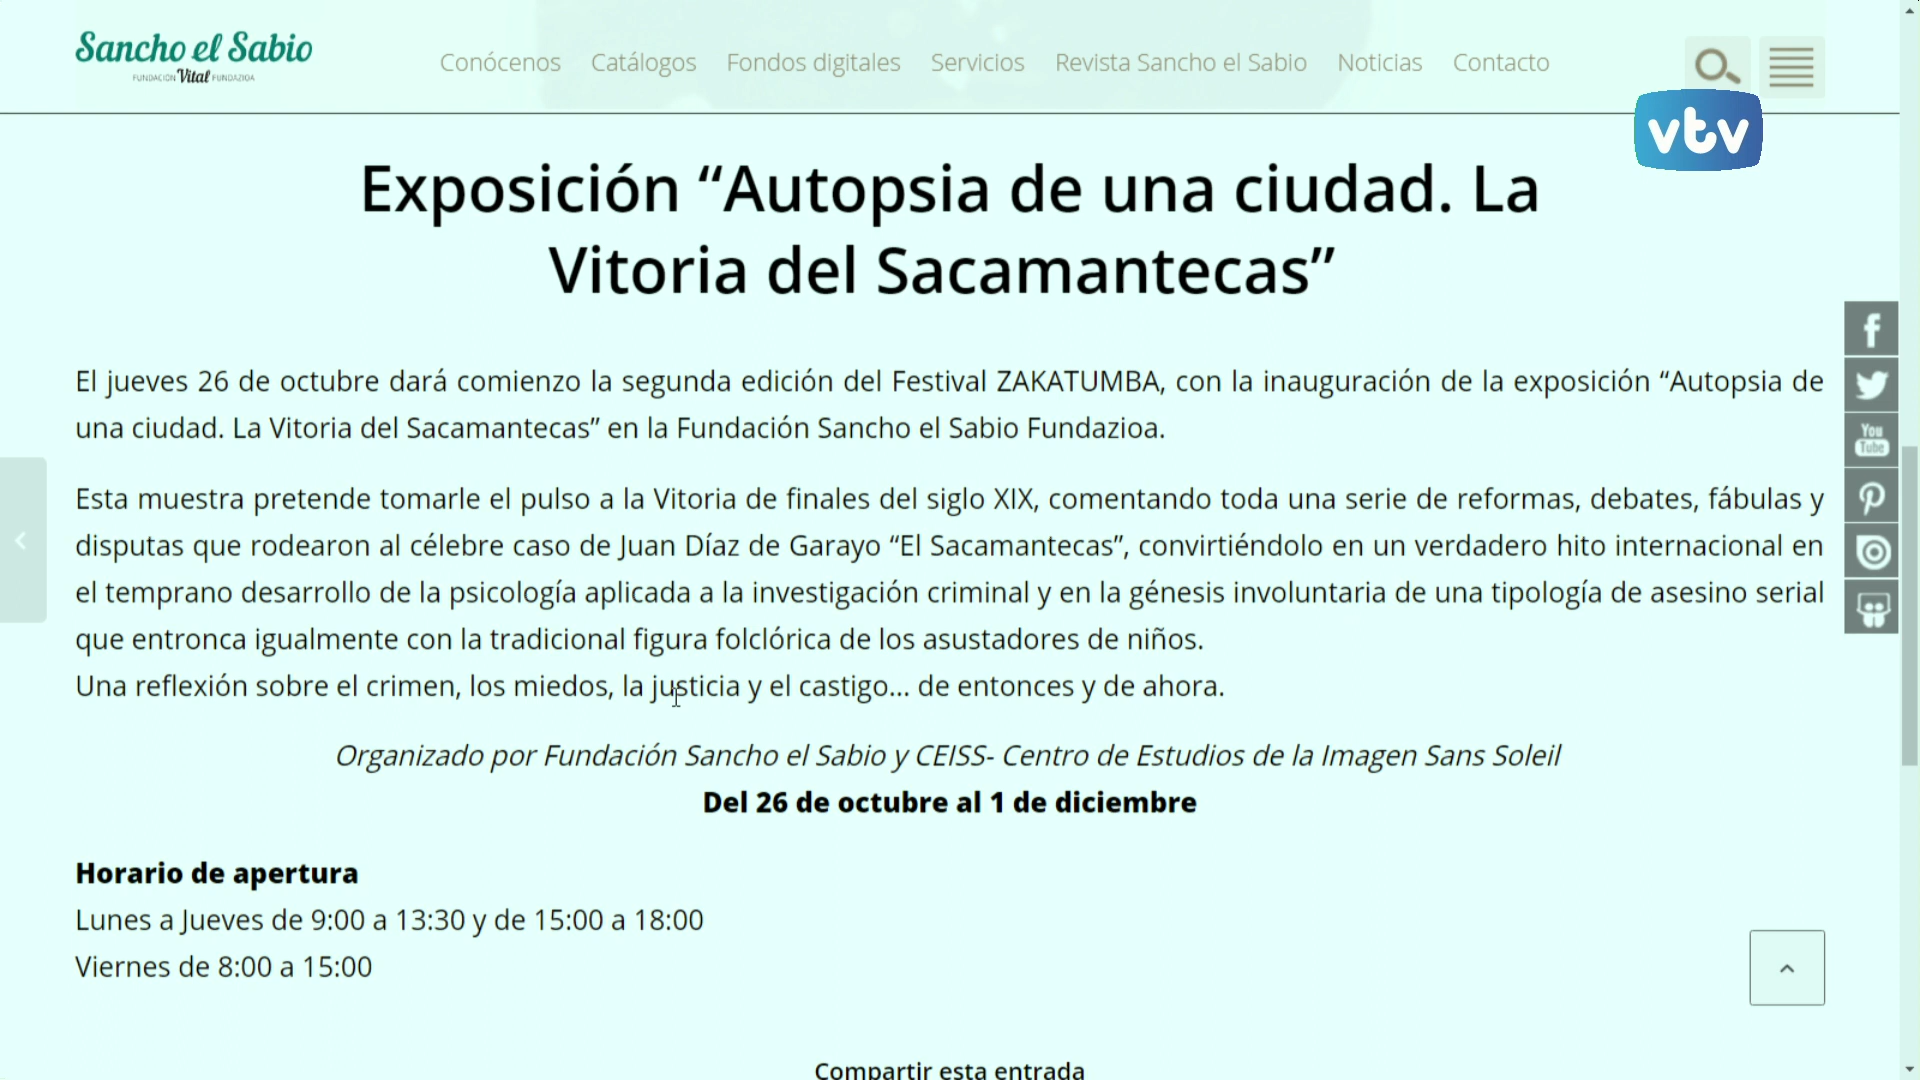 Sancho el Sabio
FUNDACIÓN Vital FUNDAZIOA
Conócenos Catálogos Fondos digitales Servicios Revista Sancho el Sabio Noticias Contacto
vtv
Exposición “Autopsia de una ciudad. La
Vitoria del Sacamantecas”
El jueves 26 de octubre dará comienzo la segunda edición del Festival ZAKATUMBA, con la inauguración de la exposición “Autopsia de
una ciudad. La Vitoria del Sacamantecas” en la Fundación Sancho el Sabio Fundazioa.
Esta muestra pretende tomarle el pulso a la Vitoria de finales del siglo XIX, comentando toda una serie de reformas, debates, fábulas y
disputas que rodearon al célebre caso de Juan Díaz de Garayo “El Sacamantecas”, convirtiéndolo en un verdadero hito internacional en
el temprano desarrollo de la psicología aplicada a la investigación criminal y en la génesis involuntaria de una tipología de asesino serial
que entronca igualmente con la tradicional figura folclórica de los asustadores de niños.
Una reflexión sobre el crimen, los miedos, la justicia y el castigo… de entonces y de ahora.
Organizado por Fundación Sancho el Sabio y CEISS- Centro de Estudios de la Imagen Sans Soleil
Del 26 de octubre al 1 de diciembre
Horario de apertura
Lunes a Jueves de 9:00 a 13:30 y de 15:00 a 18:00
Viernes de 8:00 a 15:00
Compartir esta entrada
You
Tube